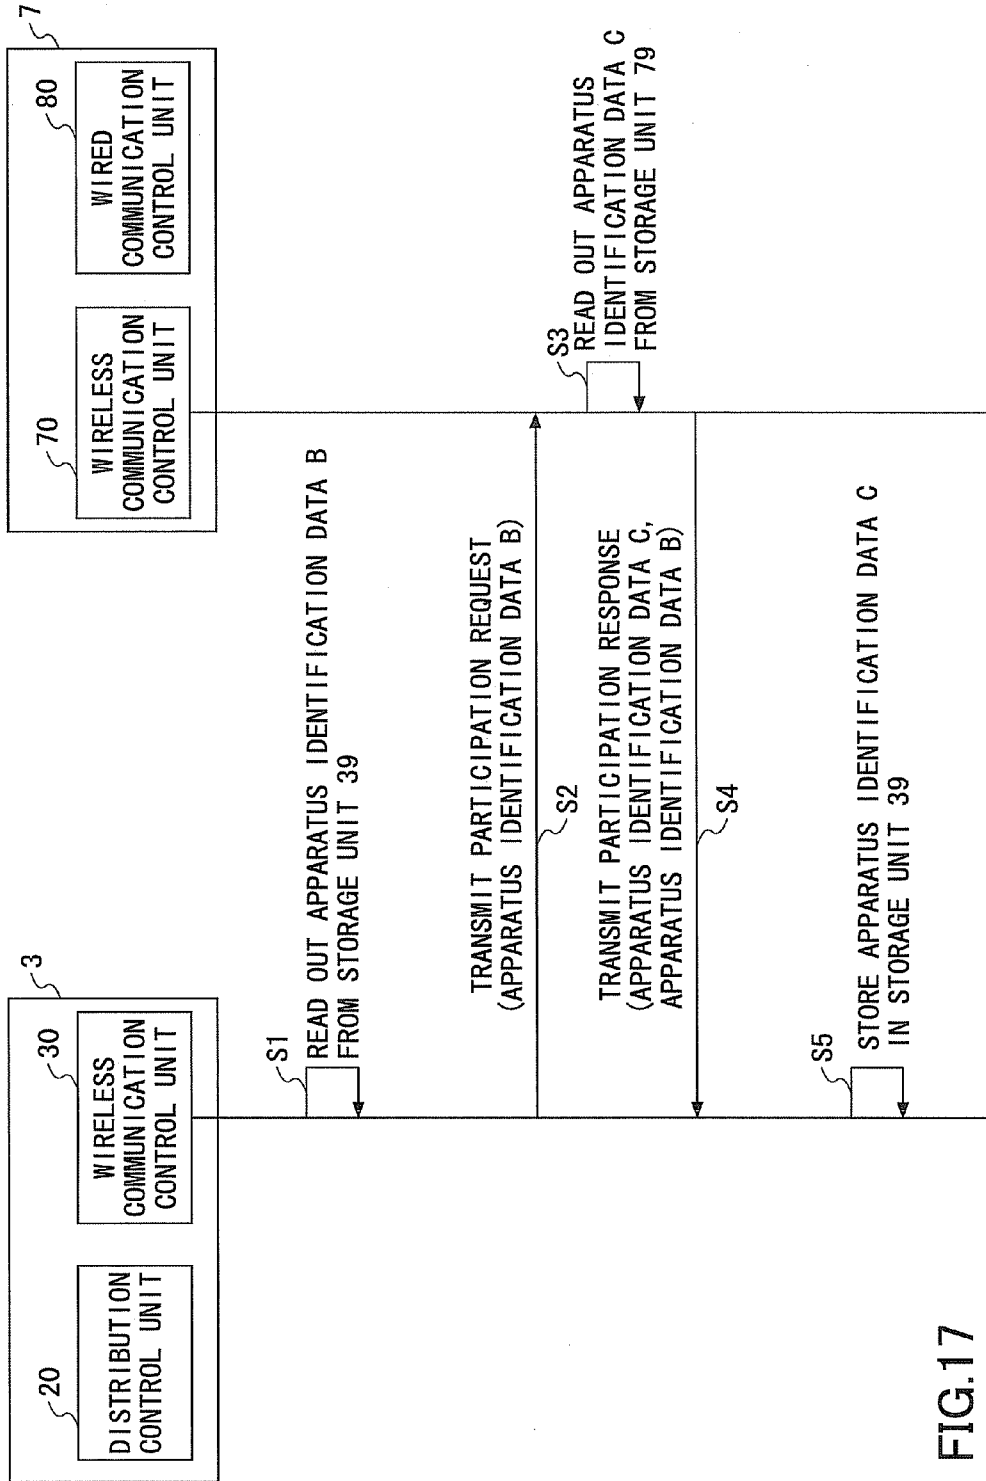 FIG.17
3
20
DISTRIBUTION
CONTROL UNIT
30
WIRELESS
COMMUNICATION
CONTROL UNIT
7
70
WIRELESS
COMMUNICATION
CONTROL UNIT
80
WIRED
COMMUNICATION
CONTROL UNIT
S1
READ OUT APPARATUS IDENTIFICATION DATA B
FROM STORAGE UNIT 39
TRANSMIT PARTICIPATION REQUEST
(APPARATUS IDENTIFICATION DATA B)
S2
S3
READ OUT APPARATUS
IDENTIFICATION DATA C
FROM STORAGE UNIT 79
TRANSMIT PARTICIPATION RESPONSE
(APPARATUS IDENTIFICATION DATA C,
APPARATUS IDENTIFICATION DATA B)
S4
S5
STORE APPARATUS IDENTIFICATION DATA C
IN STORAGE UNIT 39